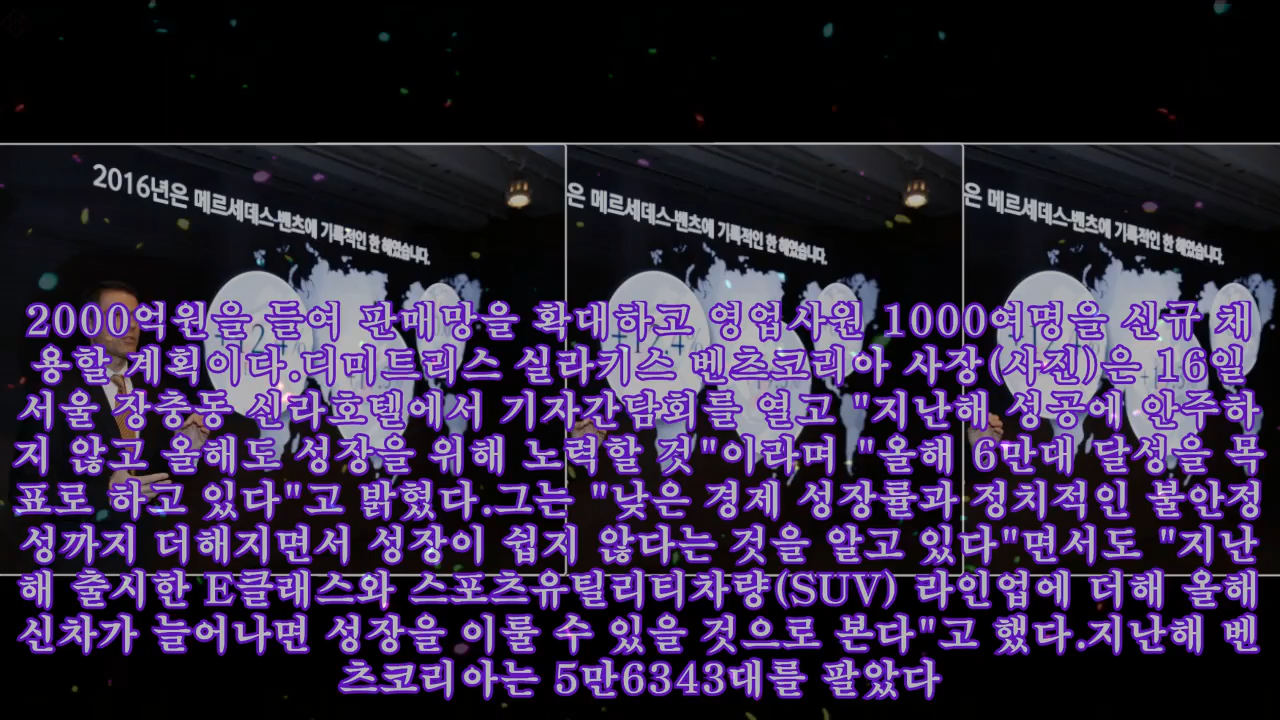 2016년은 메르세데스-벤츠에 기록적인 한 해였습니다.
은 메르세데스-벤츠에 기록적인 한 해였습니다.
은 메르세데스-벤츠에 기록적인 한 해였습니다.
2000억원을 들여 판매망을 확대하고 영업사원 1000여명을 신규 채
용할 계획이다.디미트리스 실라키스 벤츠코리아 사장(사진)은 16일
서울 장충동 신라호텔에서 기자간담회를 열고 "지난해 성공에 안주하
지 않고 올해도 성장을 위해 노력할 것"이라며 "올해 6만대 달성을 목
표로 하고 있다"고 밝혔다.그는 "낮은 경제 성장률과 정치적인 불안정
성까지 더해지면서 성장이 쉽지 않다는 것을 알고 있다"면서도 "지난
해 출시한 E클래스와 스포츠유틸리티차량(SUV) 라인업에 더해 올해
신차가 늘어나면 성장을 이룰 수 있을 것으로 본다"고 했다.지난해 벤
츠코리아는 5만6343대를 팔았다